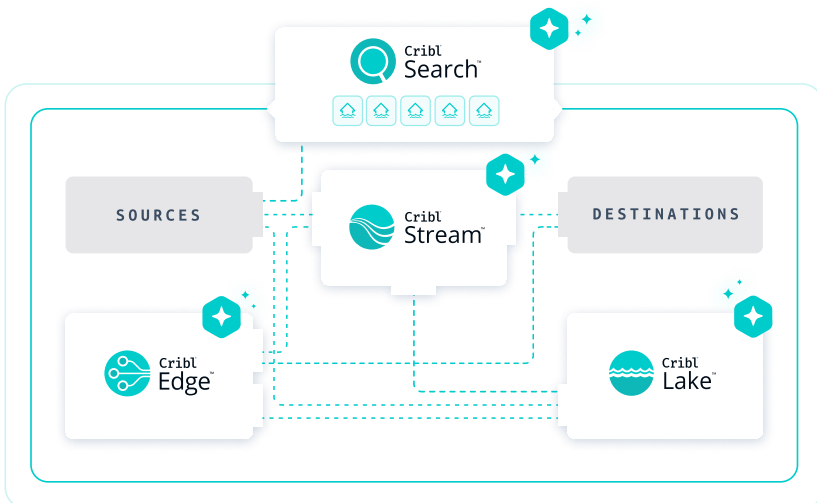 Cribl
Search™
SOURCES
Cribl
Stream™
DESTINATIONS
Cribl
Edge™
Cribl
Lake™